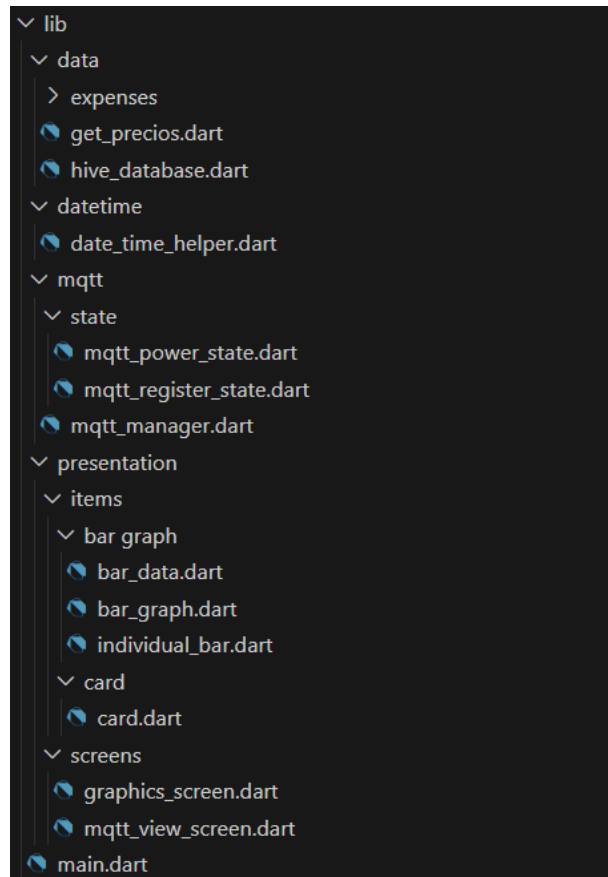 lib
data
expenses
get_precios.dart
hive_database.dart
datetime
date_time_helper.dart
mqtt
state
mqtt_power_state.dart
mqtt_register_state.dart
mqtt_manager.dart
presentation
items
bar graph
bar_data.dart
bar_graph.dart
individual_bar.dart
card
card.dart
screens
graphics_screen.dart
mqtt_view_screen.dart
main.dart